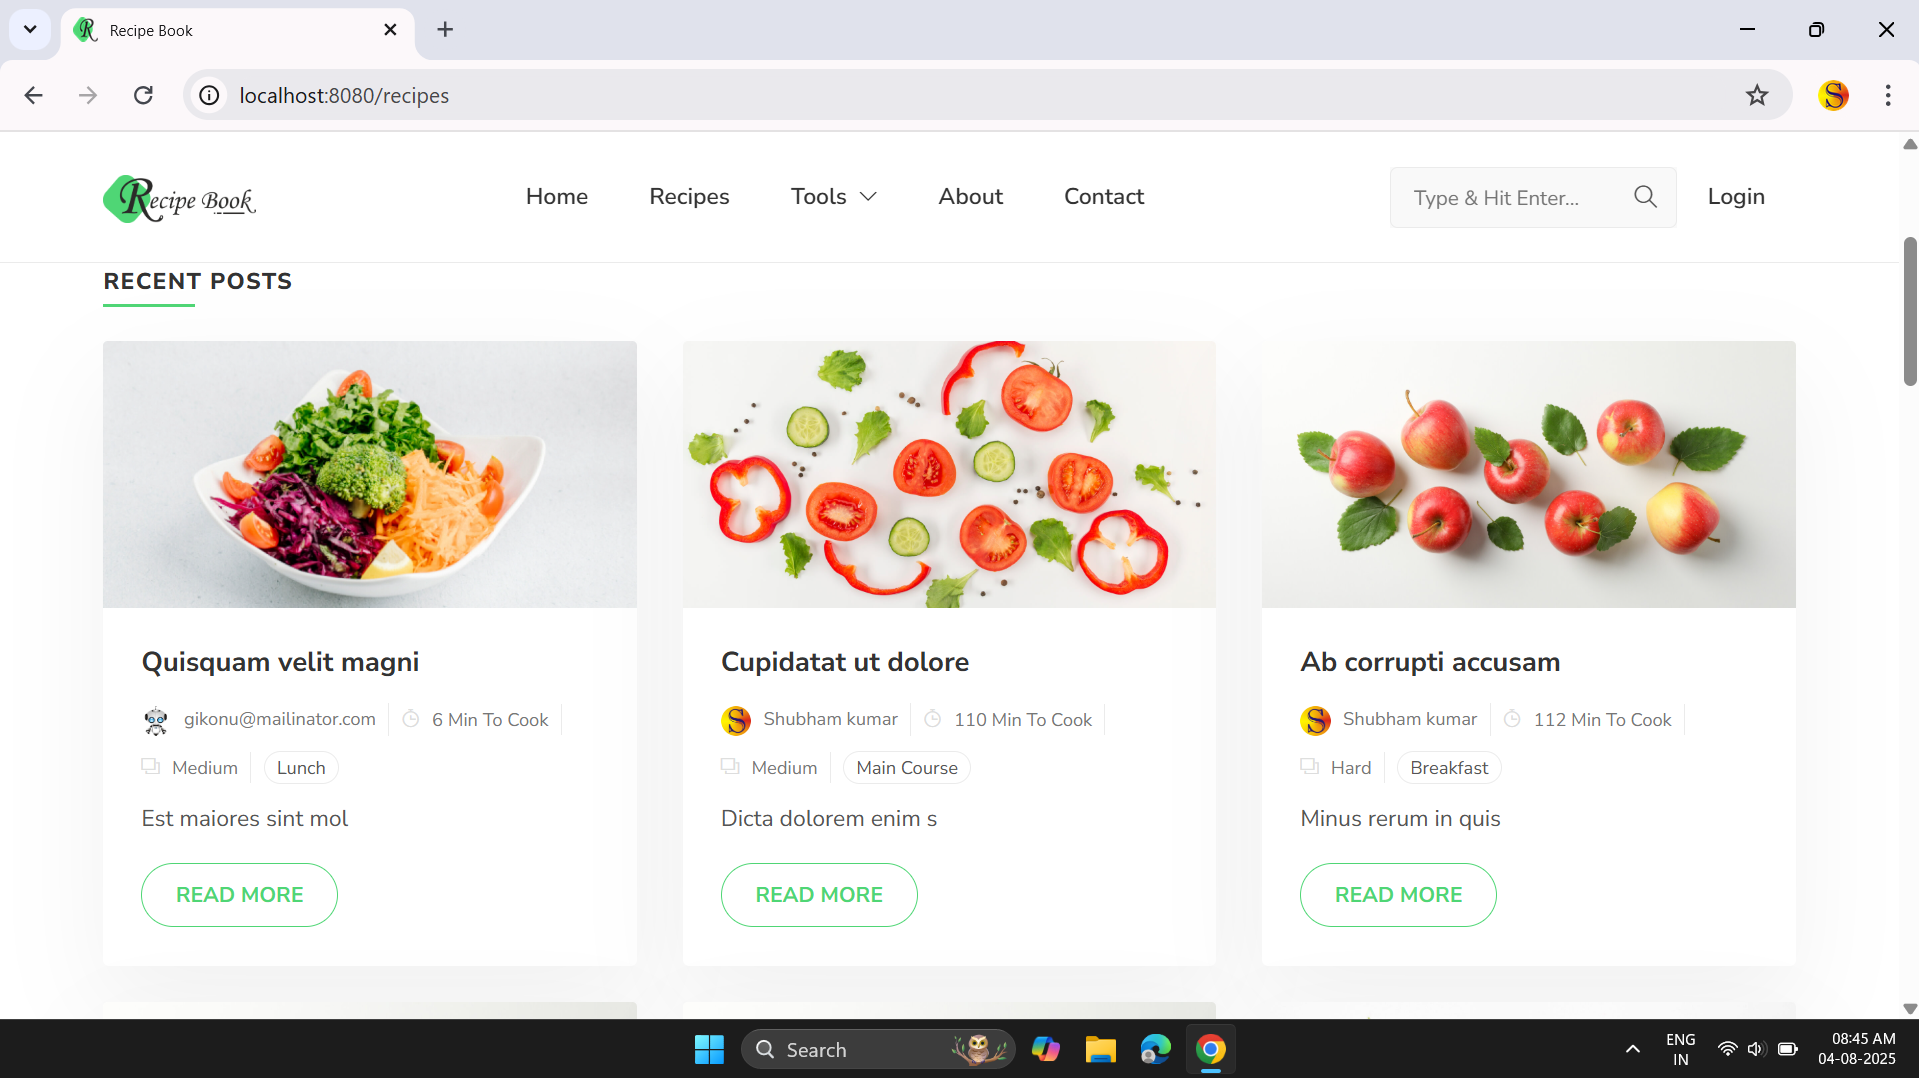 Recipe Book
localhost:8080/recipes
Recipe Book
Home
Recipes
Tools
About
Contact
Type & Hit Enter...
Login
RECENT POSTS
Quisquam velit magni
gikonu@mailinator.com
6 Min To Cook
Medium
Lunch
Est maiores sint mol
READ MORE
Cupidatat ut dolore
S
Shubham kumar
110 Min To Cook
Medium
Main Course
Dicta dolorem enim s
READ MORE
Ab corrupti accusam
S
Shubham kumar
112 Min To Cook
Hard
Breakfast
Minus rerum in quis
READ MORE
Search
ENG
IN
08:45 AM
04-08-2025